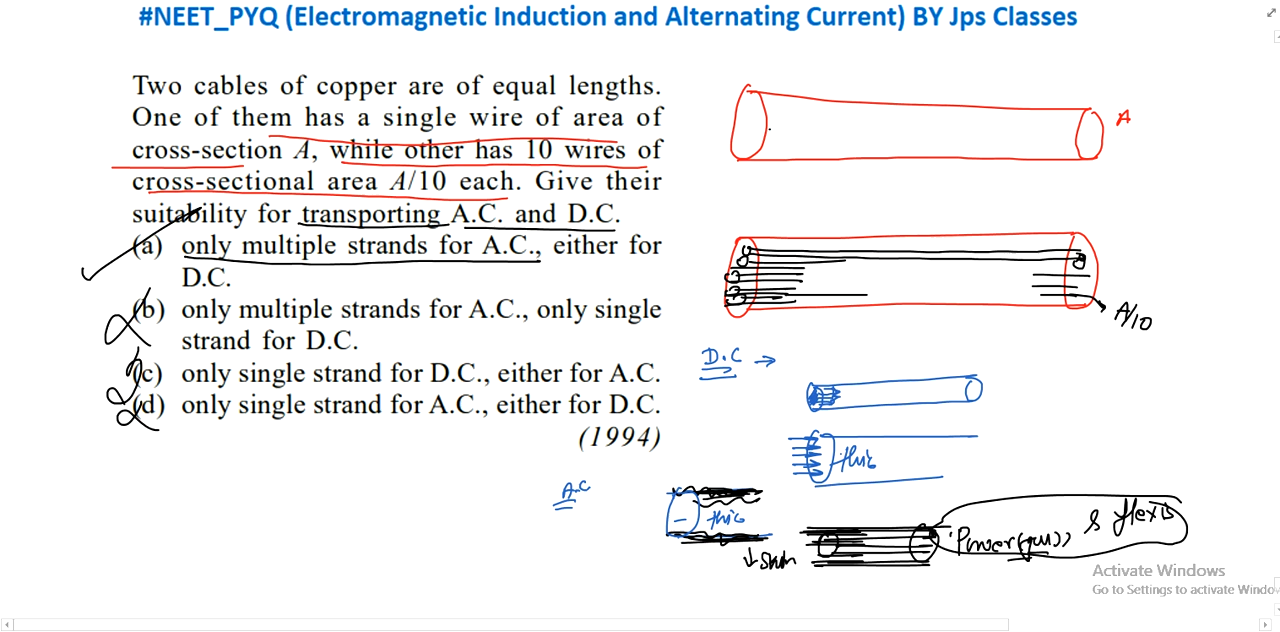 #NEET_PYQ (Electromagnetic Induction and Alternating Current) BY Jps Classes
Two cables of copper are of equal lengths.
One of them has a single wire of area of
cross-section A, while other has 10 wires of
cross-sectional area A/10 each. Give their
suitability for transporting A.C. and D.C.
(a) only multiple strands for A.C., either for
D.C.
(b) only multiple strands for A.C., only single
strand for D.C.
(c) only single strand for D.C., either for A.C.
(d) only single strand for A.C., either for D.C.
(1994)
A
A/10
D.C →
A.C
Activate Windows
Go to Settings to activate Windo